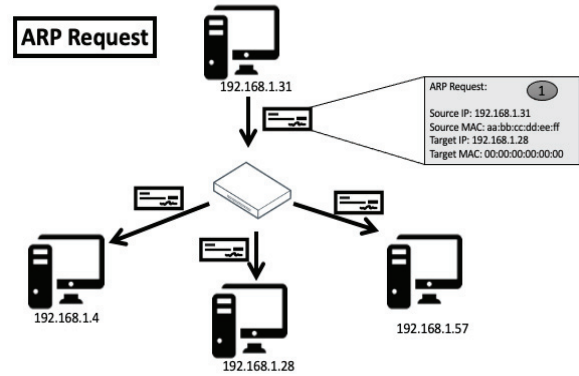 ARP Request
192.168.1.31
ARP Request:
1
Source IP: 192.168.1.31
Source MAC: aa:bb:cc:dd:ee:ff
Target IP: 192.168.1.28
Target MAC: 00:00:00:00:00:00
192.168.1.4
192.168.1.28
192.168.1.57